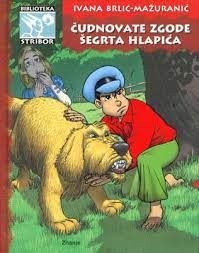 BIBLIOTEKA
STRIBOR
IVANA BRLIĆ-MAŽURANIĆ
ČUDNOVATE ZGODE
ŠEGRTA HLAPIĆA
Znanje